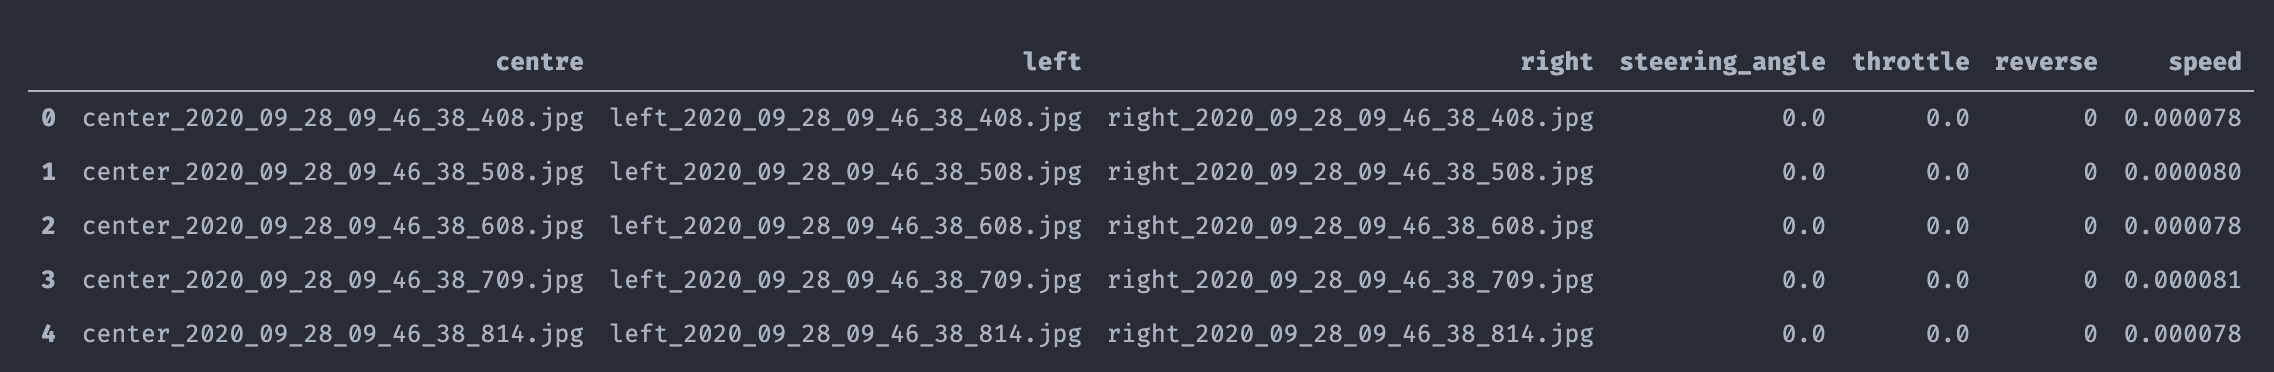 centre left right steering_angle throttle reverse speed
0 center_2020_09_28_09_46_38_408.jpg left_2020_09_28_09_46_38_408.jpg right_2020_09_28_09_46_38_408.jpg 0.0 0.0 0 0.000078
1 center_2020_09_28_09_46_38_508.jpg left_2020_09_28_09_46_38_508.jpg right_2020_09_28_09_46_38_508.jpg 0.0 0.0 0 0.000080
2 center_2020_09_28_09_46_38_608.jpg left_2020_09_28_09_46_38_608.jpg right_2020_09_28_09_46_38_608.jpg 0.0 0.0 0 0.000078
3 center_2020_09_28_09_46_38_709.jpg left_2020_09_28_09_46_38_709.jpg right_2020_09_28_09_46_38_709.jpg 0.0 0.0 0 0.000081
4 center_2020_09_28_09_46_38_814.jpg left_2020_09_28_09_46_38_814.jpg right_2020_09_28_09_46_38_814.jpg 0.0 0.0 0 0.000078